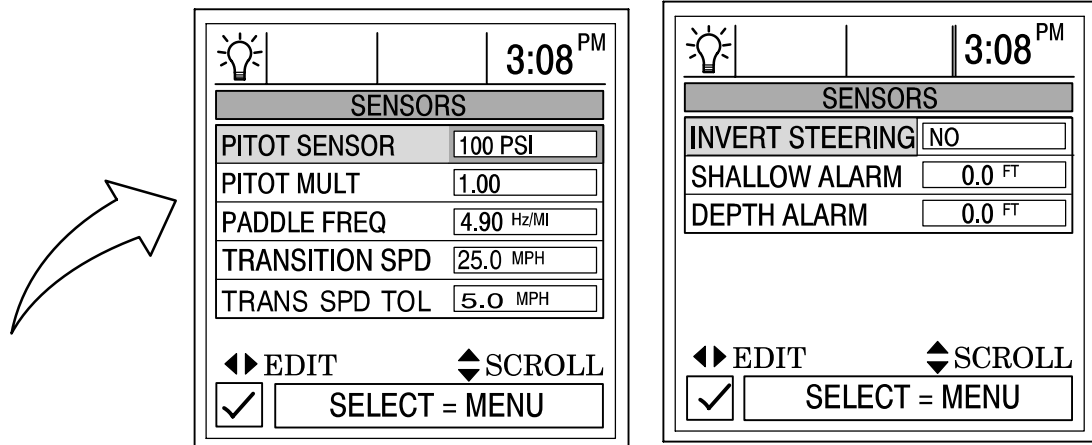 3:08 PM
SENSORS
PITOT SENSOR 100 PSI
PITOT MULT 1.00
PADDLE FREQ 4.90 Hz/MI
TRANSITION SPD 25.0 MPH
TRANS SPD TOL 5.0 MPH
EDIT SCROLL
SELECT = MENU
3:08 PM
SENSORS
INVERT STEERING NO
SHALLOW ALARM 0.0 FT
DEPTH ALARM 0.0 FT
EDIT SCROLL
SELECT = MENU